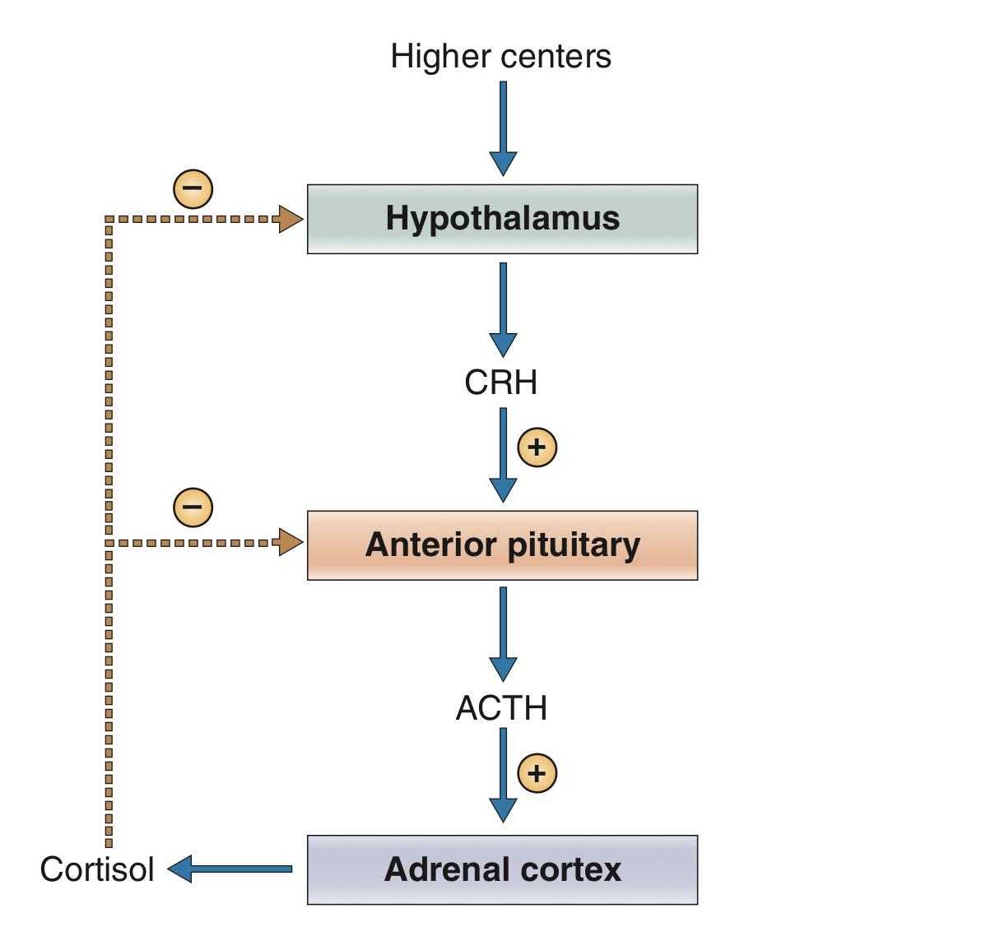 Higher centers
−
Hypothalamus
CRH
+
−
Anterior pituitary
ACTH
+
Cortisol
Adrenal cortex